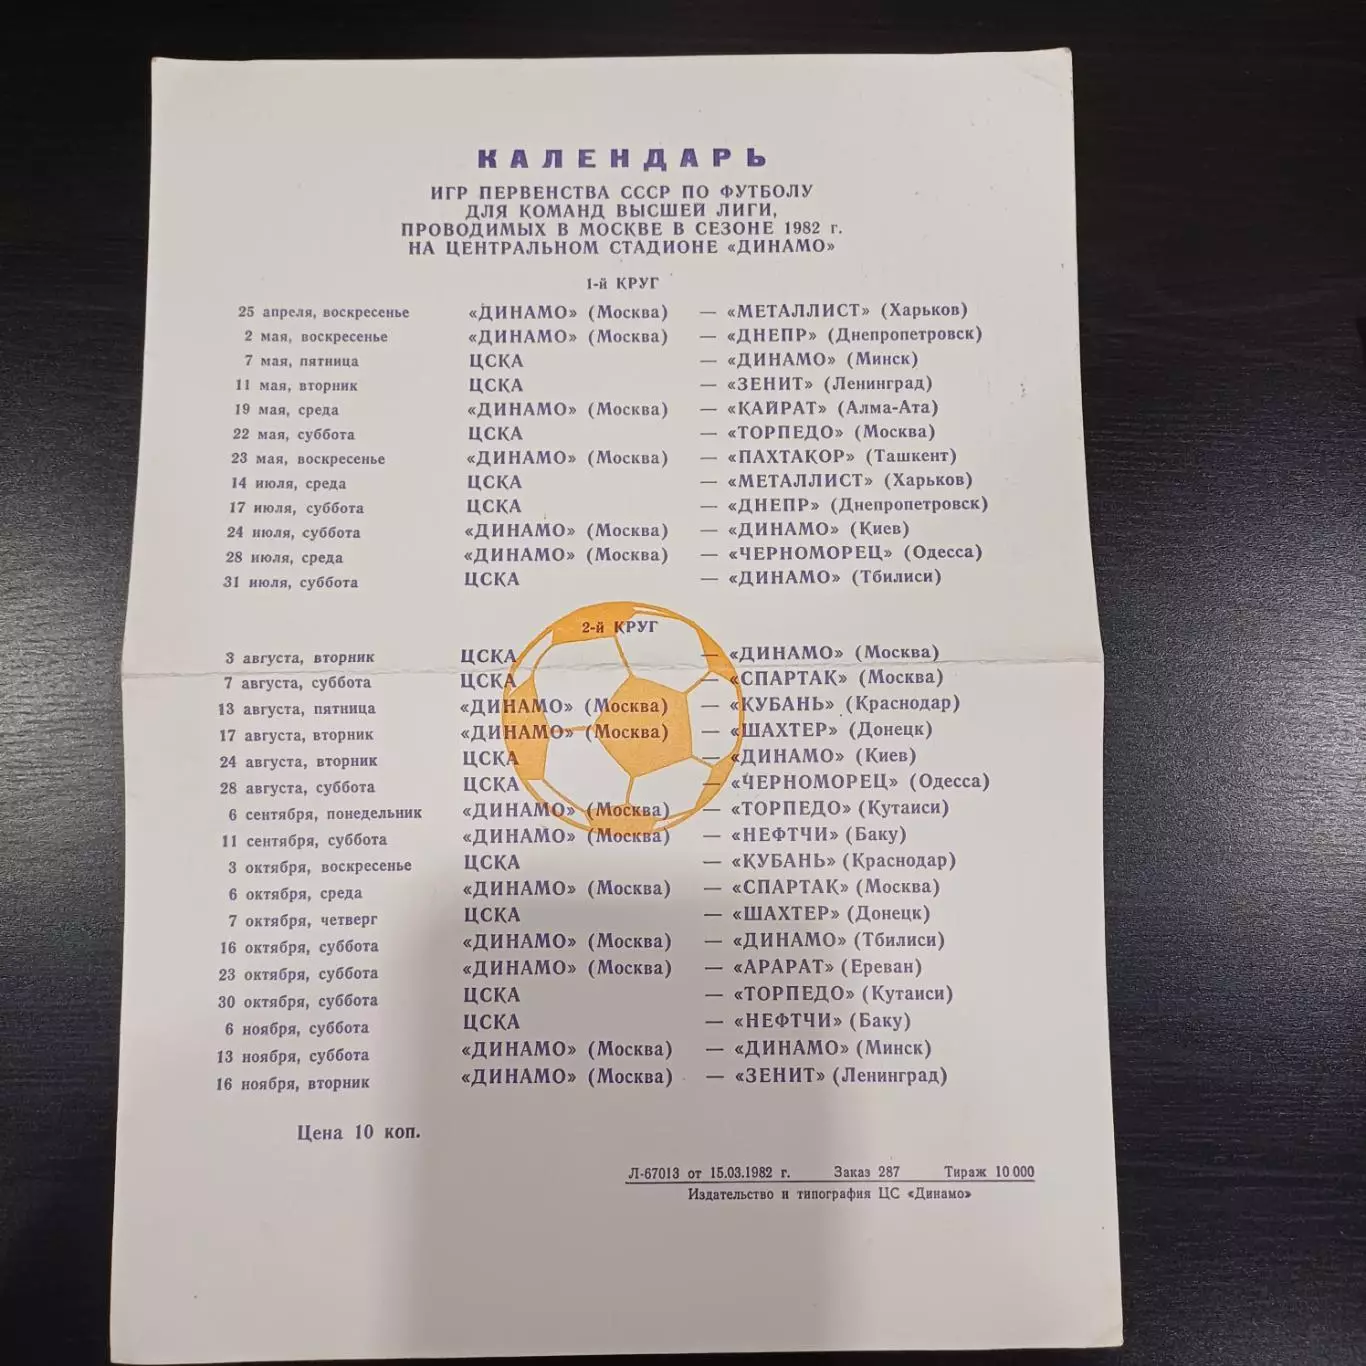 КАЛЕНДАРЬ
ИГР ПЕРВЕНСТВА СССР ПО ФУТБОЛУ
ДЛЯ КОМАНД ВЫСШЕЙ ЛИГИ,
ПРОВОДИМЫХ В МОСКВЕ В СЕЗОНЕ 1982 г.
НА ЦЕНТРАЛЬНОМ СТАДИОНЕ «ДИНАМО»
1-й КРУГ
25 апреля, воскресенье «ДИНАМО» (Москва) — «МЕТАЛЛИСТ» (Харьков)
2 мая, воскресенье «ДИНАМО» (Москва) — «ДНЕПР» (Днепропетровск)
7 мая, пятница ЦСКА — «ДИНАМО» (Минск)
11 мая, вторник ЦСКА — «ЗЕНИТ» (Ленинград)
19 мая, среда «ДИНАМО» (Москва) — «КАЙРАТ» (Алма-Ата)
22 мая, суббота ЦСКА — «ТОРПЕДО» (Москва)
23 мая, воскресенье «ДИНАМО» (Москва) — «ПАХТАКОР» (Ташкент)
14 июля, среда ЦСКА — «МЕТАЛЛИСТ» (Харьков)
17 июля, суббота ЦСКА — «ДНЕПР» (Днепропетровск)
24 июля, суббота «ДИНАМО» (Москва) — «ДИНАМО» (Киев)
28 июля, среда «ДИНАМО» (Москва) — «ЧЕРНОМОРЕЦ» (Одесса)
31 июля, суббота ЦСКА — «ДИНАМО» (Тбилиси)
2-й КРУГ
3 августа, вторник ЦСКА — «ДИНАМО» (Москва)
7 августа, суббота ЦСКА — «СПАРТАК» (Москва)
13 августа, пятница «ДИНАМО» (Москва) — «КУБАНЬ» (Краснодар)
17 августа, вторник «ДИНАМО» (Москва) — «ШАХТЕР» (Донецк)
24 августа, вторник ЦСКА — «ДИНАМО» (Киев)
28 августа, суббота ЦСКА — «ЧЕРНОМОРЕЦ» (Одесса)
6 сентября, понедельник «ДИНАМО» (Москва) — «ТОРПЕДО» (Кутаиси)
11 сентября, суббота «ДИНАМО» (Москва) — «НЕФТЧИ» (Баку)
3 октября, воскресенье ЦСКА — «КУБАНЬ» (Краснодар)
6 октября, среда «ДИНАМО» (Москва) — «СПАРТАК» (Москва)
7 октября, четверг ЦСКА — «ШАХТЕР» (Донецк)
16 октября, суббота «ДИНАМО» (Москва) — «ДИНАМО» (Тбилиси)
23 октября, суббота «ДИНАМО» (Москва) — «АРАРАТ» (Ереван)
30 октября, суббота ЦСКА — «ТОРПЕДО» (Кутаиси)
6 ноября, суббота ЦСКА — «НЕФТЧИ» (Баку)
13 ноября, суббота «ДИНАМО» (Москва) — «ДИНАМО» (Минск)
16 ноября, вторник «ДИНАМО» (Москва) — «ЗЕНИТ» (Ленинград)
Цена 10 коп.
Л-67013 от 15.03.1982 г. Заказ 287 Тираж 10 000
Издательство и типография ЦС «Динамо»